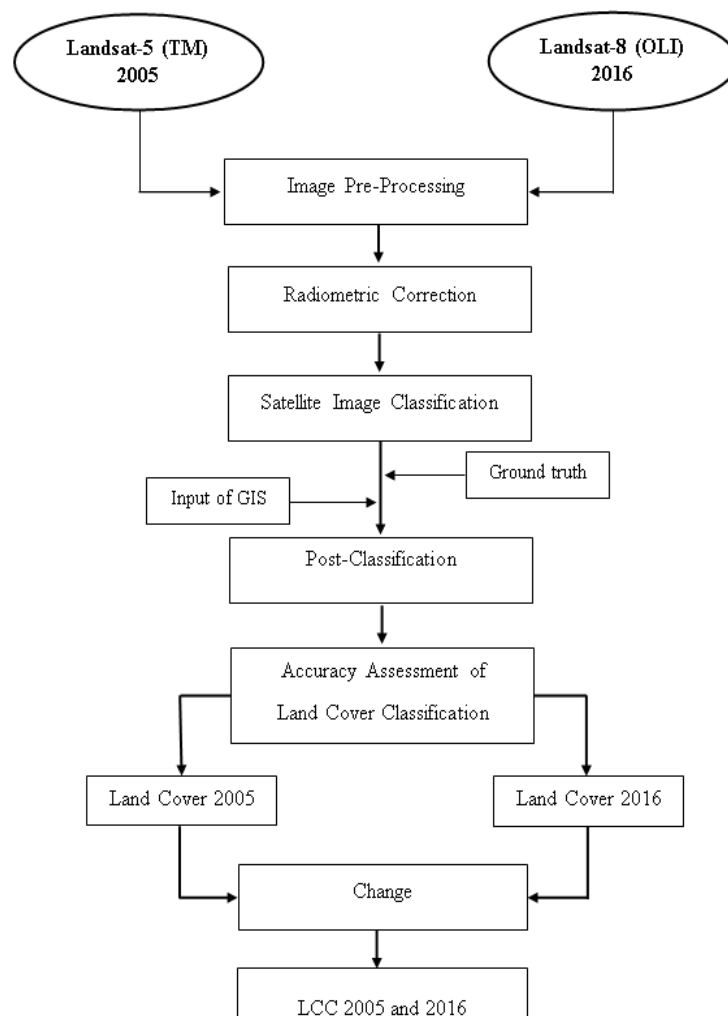 Landsat-5 (TM)
2005
Landsat-8 (OLI)
2016
Image Pre-Processing
Radiometric Correction
Satellite Image Classification
Ground truth
Input of GIS
Post-Classification
Accuracy Assessment of
Land Cover Classification
Land Cover 2005
Land Cover 2016
Change
LCC 2005 and 2016